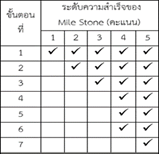 ขั้นตอนที่ ระดับความสำเร็จของ
Mile Stone (คะแนน)
1 2 3 4 5
1 ✓ ✓ ✓ ✓ ✓
2 ✓ ✓ ✓ ✓
3 ✓ ✓ ✓
4 ✓ ✓
5 ✓ ✓
6 ✓ ✓
7 ✓